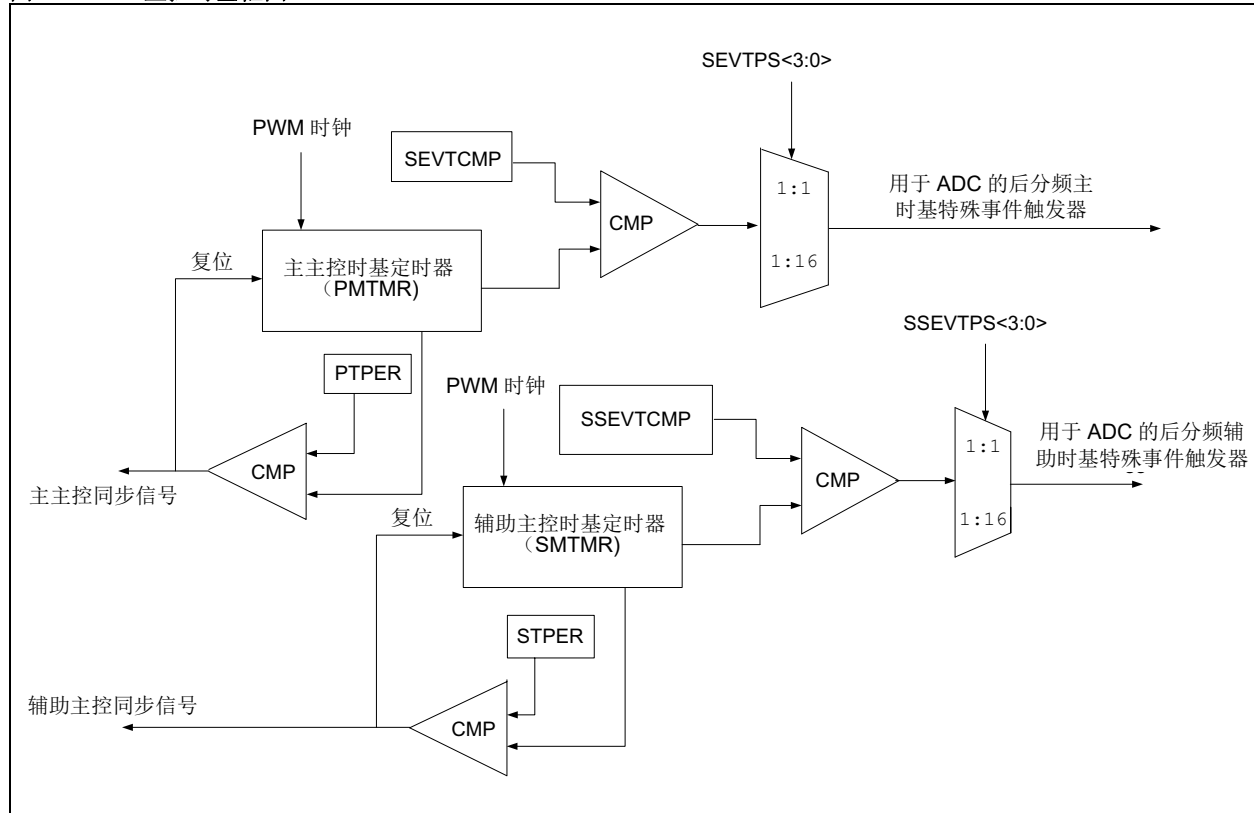 SEVTPS<3:0>
PWM 时钟
SEVTCMP
1:1
用于 ADC 的后分频主
时基特殊事件触发器
CMP
复位
主主控时基定时器
（PMTMR)
1:16
SSEVTPS<3:0>
PTPER
PWM 时钟
SSEVTCMP
1:1
用于 ADC 的后分频辅
助时基特殊事件触发器
CMP
CMP
主主控同步信号
复位
辅助主控时基定时器
（SMTMR)
1:16
STPER
辅助主控同步信号
CMP